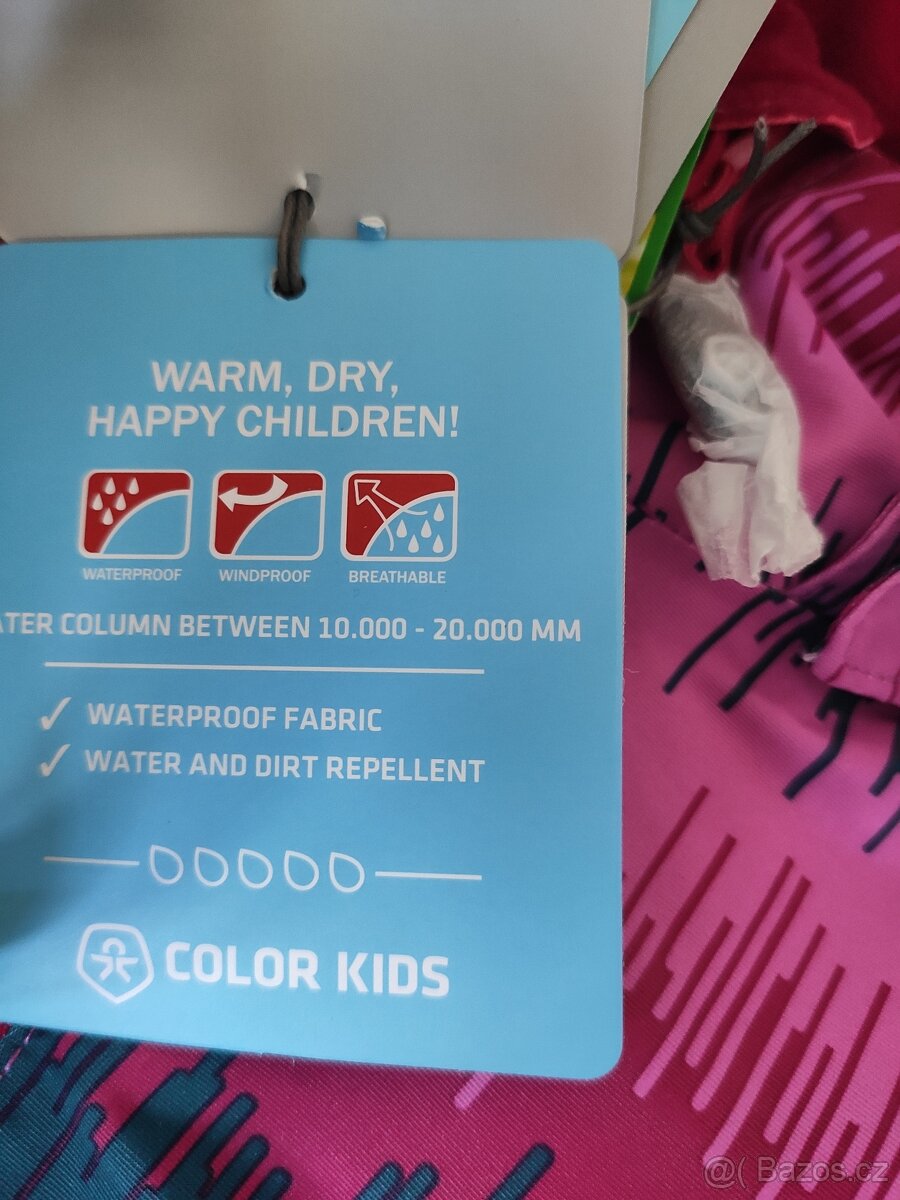 WARM, DRY,
HAPPY CHILDREN!
WATERPROOF WINDPROOF BREATHABLE
ATER COLUMN BETWEEN 10.000 - 20.000 MM
✓ WATERPROOF FABRIC
✓ WATER AND DIRT REPELLENT
COLOR KIDS
@( Bazos.cz